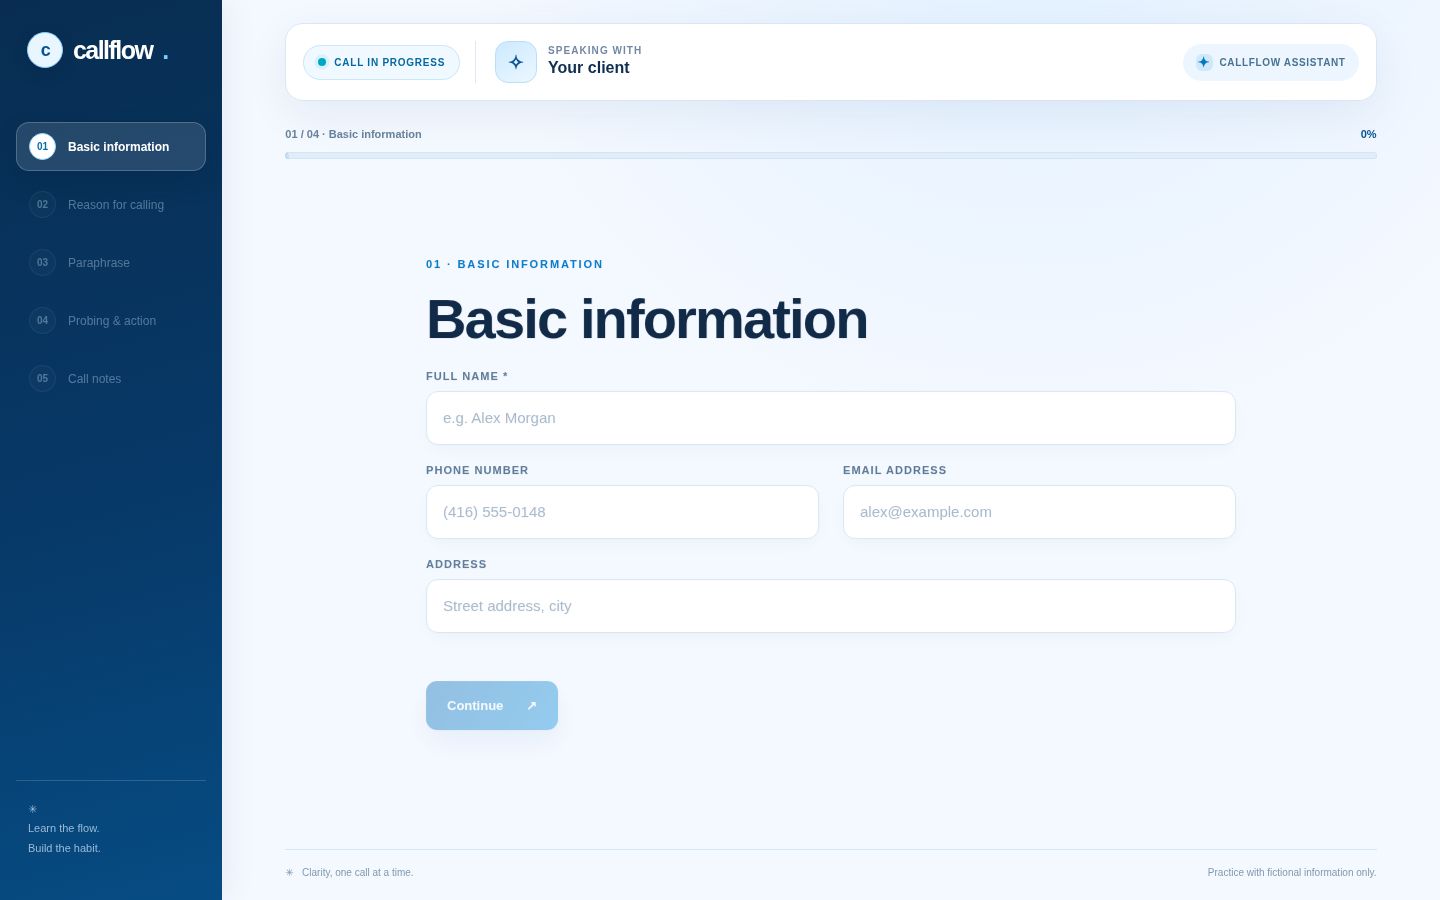 c callflow.
01 Basic information
02 Reason for calling
03 Paraphrase
04 Probing & action
05 Call notes
✳
Learn the flow.
Build the habit.
CALL IN PROGRESS
SPEAKING WITH
Your client
CALLFLOW ASSISTANT
01 / 04 · Basic information
0%
01 · BASIC INFORMATION
Basic information
FULL NAME *
e.g. Alex Morgan
PHONE NUMBER
EMAIL ADDRESS
(416) 555-0148
alex@example.com
ADDRESS
Street address, city
Continue ↗
✳ Clarity, one call at a time.
Practice with fictional information only.